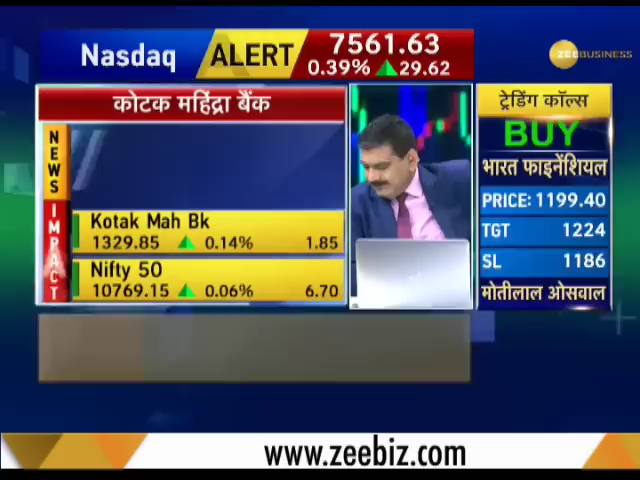 Nasdaq
ALERT
7561.63
0.39% 29.62
ZEEBUSINESS
कोटक महिंद्रा बैंक
NEWS
IMPACT
Kotak Mah Bk
1329.85 0.14% 1.85
Nifty 50
10769.15 0.06% 6.70
ट्रेडिंग कॉल्स
BUY
भारत फाइनेंशियल
PRICE:1199.40
TGT 1224
SL 1186
मोतीलाल ओसवाल
www.zeebiz.com